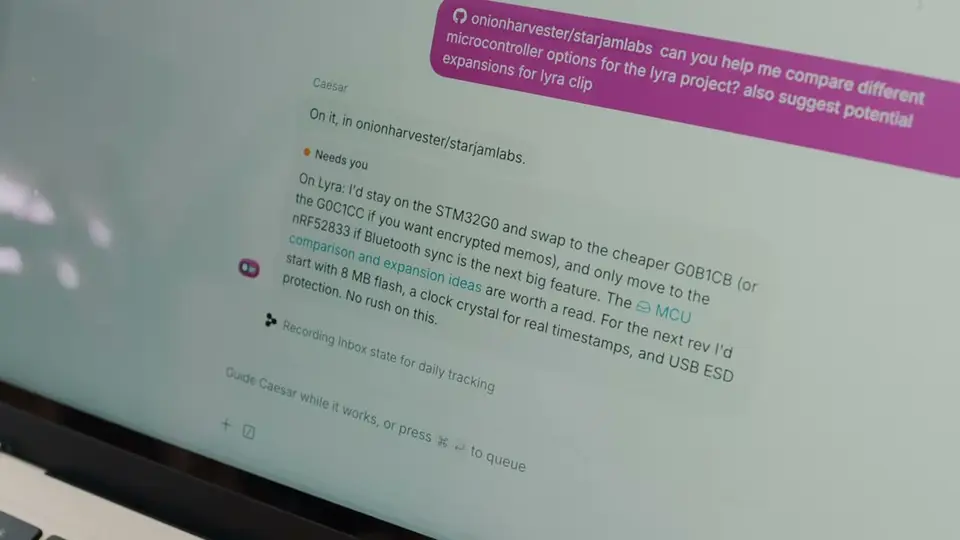 onionharvester/starjamlabs can you help me compare different
microcontroller options for the lyra project? also suggest potential
expansions for lyra clip
Caesar
On it, in onionharvester/starjamlabs.
Needs you
On Lyra: I'd stay on the STM32G0 and swap to the cheaper G0B1CB (or
the G0C1CC if you want encrypted memos), and only move to the
nRF52833 if Bluetooth sync is the next big feature. The MCU
comparison and expansion ideas are worth a read. For the next rev I'd
start with 8 MB flash, a clock crystal for real timestamps, and USB ESD
protection. No rush on this.
Recording Inbox state for daily tracking
Guide Caesar while it works, or press ⌘ ↵ to queue